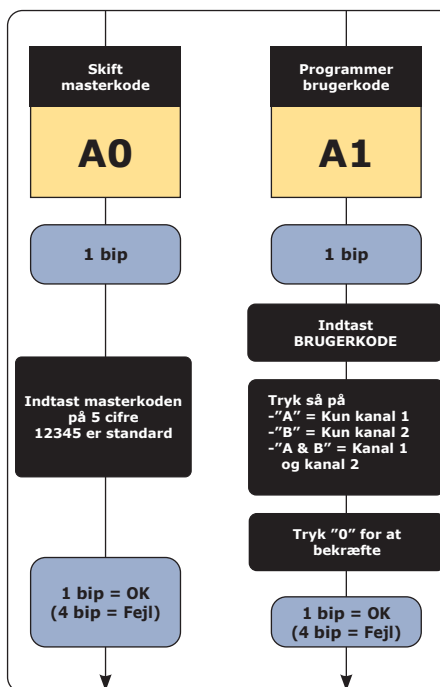 Skift
masterkode
A0
1 bip
Indtast masterkoden
på 5 cifre
12345 er standard
1 bip = OK
(4 bip = Fejl)
Programmer
brugerkode
A1
1 bip
Indtast
BRUGERKODE
Tryk så på
-”A” = Kun kanal 1
-”B” = Kun kanal 2
-”A & B” = Kanal 1
og kanal 2
Tryk ”0” for at
bekræfte
1 bip = OK
(4 bip = Fejl)